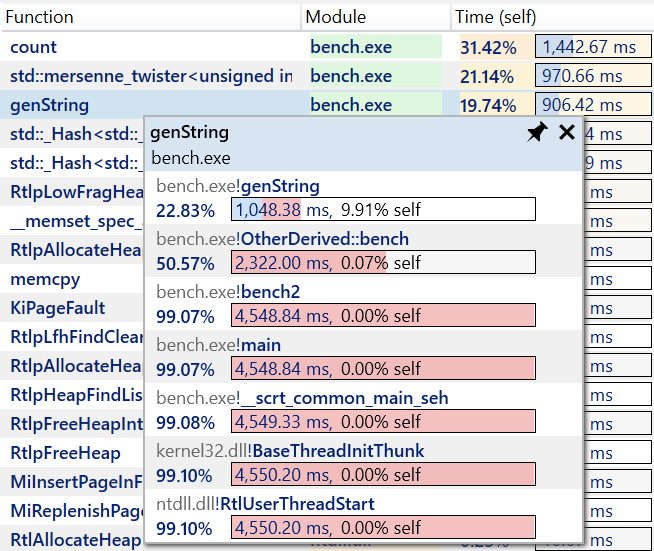 Function Module Time (self)
count bench.exe 31.42% 1,442.67 ms
std::mersenne_twister<unsigned in bench.exe 21.14% 970.66 ms
genString bench.exe 19.74% 906.42 ms
std::_Hash<std::_ 4 ms
std::_Hash<std::_ 9 ms
RtlpLowFragHea ms
__memset_spec_ ms
RtlpAllocateHeap ms
memcpy ms
KiPageFault ms
RtlpLfhFindClear ms
RtlpAllocateHeap ms
RtlpHeapFindLis ms
RtlpFreeHeapInt ms
RtlpFreeHeap ms
MiInsertPageInF ms
MiReplenishPage ms
RtlAllocateHeap
genString
bench.exe
bench.exe!genString
22.83% 1,048.38 ms, 9.91% self
bench.exe!OtherDerived::bench
50.57% 2,322.00 ms, 0.07% self
bench.exe!bench2
99.07% 4,548.84 ms, 0.00% self
bench.exe!main
99.07% 4,548.84 ms, 0.00% self
bench.exe!__scrt_common_main_seh
99.08% 4,549.33 ms, 0.00% self
kernel32.dll!BaseThreadInitThunk
99.10% 4,550.20 ms, 0.00% self
ntdll.dll!RtlUserThreadStart
99.10% 4,550.20 ms, 0.00% self